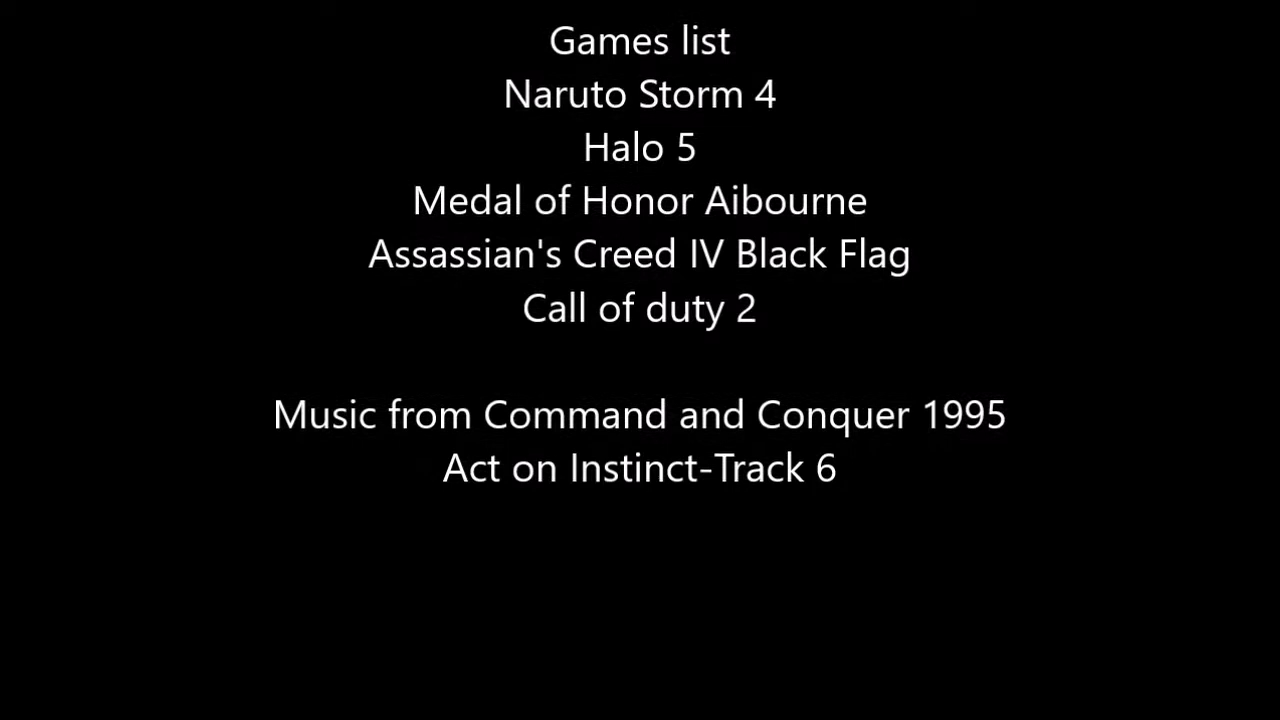 Games list
Naruto Storm 4
Halo 5
Medal of Honor Aibourne
Assassian's Creed IV Black Flag
Call of duty 2
Music from Command and Conquer 1995
Act on Instinct-Track 6